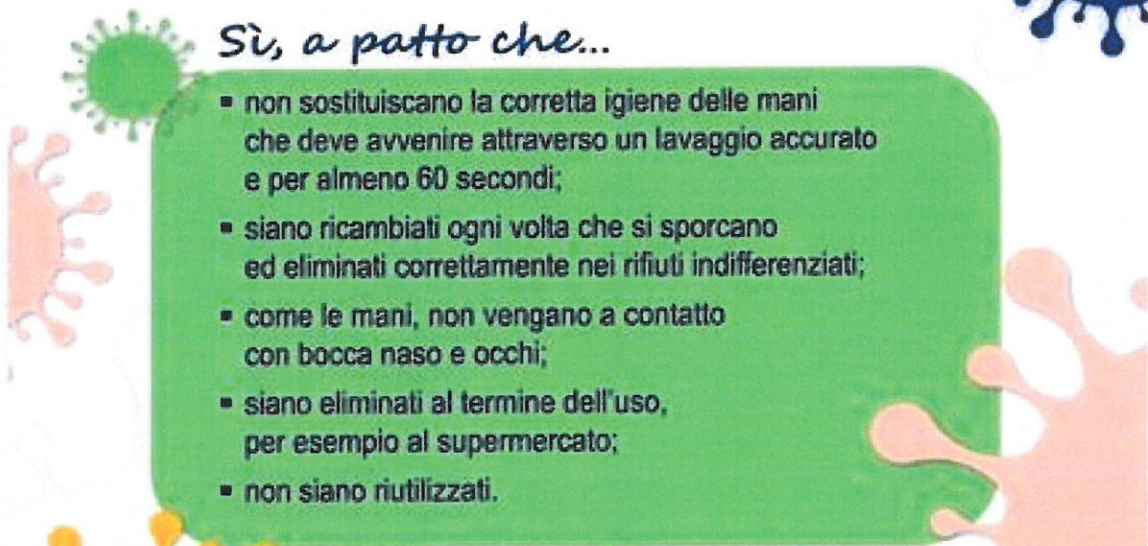 Sì, a patto che...
▪ non sostituiscano la corretta igiene delle mani
che deve avvenire attraverso un lavaggio accurato
e per almeno 60 secondi;
▪ siano ricambiati ogni volta che si sporcano
ed eliminati correttamente nei rifiuti indifferenziati;
▪ come le mani, non vengano a contatto
con bocca naso e occhi;
▪ siano eliminati al termine dell'uso,
per esempio al supermercato;
▪ non siano riutilizzati.